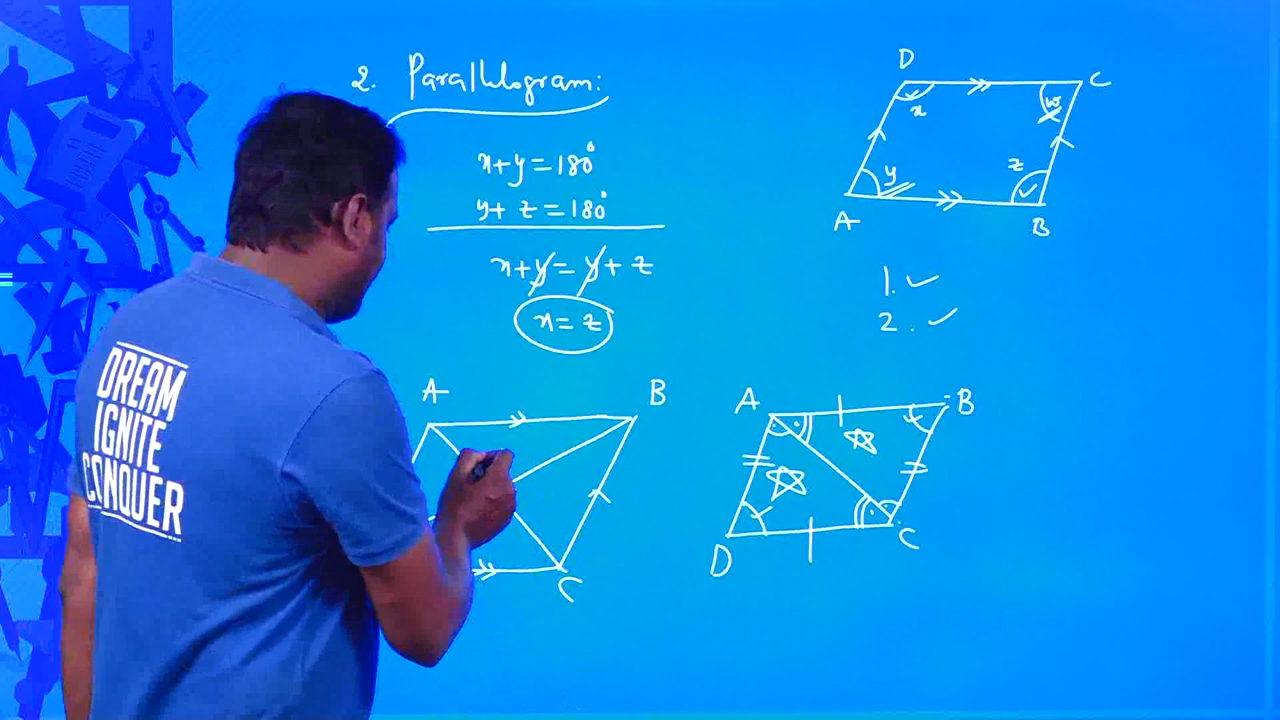 2. Parallelogram:
x+y=180°
y+z=180°
x+y=y+z
x=z
D
C
x
w
y
z
A
B
1. ✓
2. ✓
A
B
C
A
B
D
C
DREAM
IGNITE
CONQUER